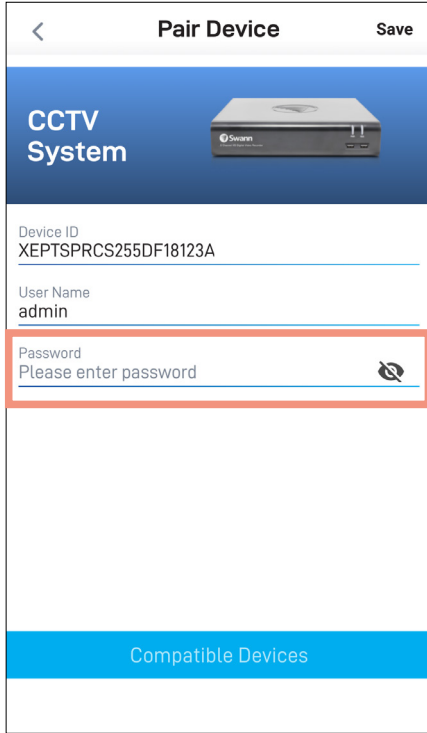 Pair Device
Save
CCTV
System
Swann
Device ID
XEPTSPRCS255DF18123A
User Name
admin
Password
Please enter password
Compatible Devices